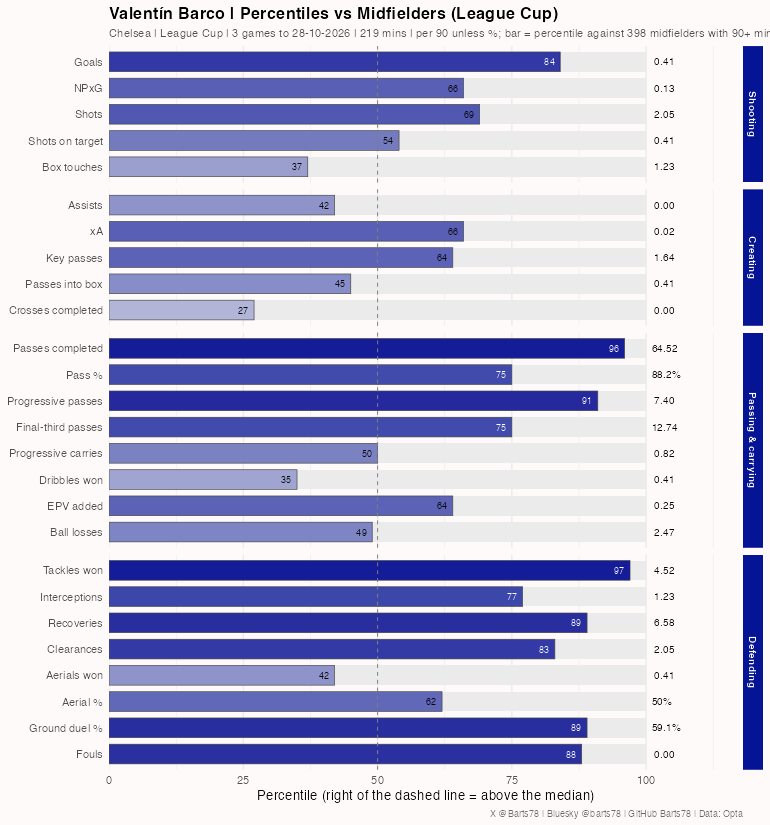 Valentín Barco | Percentiles vs Midfielders (League Cup)
Chelsea | League Cup | 3 games to 28-10-2026 | 219 mins | per 90 unless %; bar = percentile against 398 midfielders with 90+ min
Goals 84 0.41
NPxG 66 0.13
Shots 69 2.05
Shots on target 54 0.41
Box touches 37 1.23
Shooting
Assists 42 0.00
xA 66 0.02
Key passes 64 1.64
Passes into box 45 0.41
Crosses completed 27 0.00
Creating
Passes completed 96 64.52
Pass % 75 88.2%
Progressive passes 91 7.40
Final-third passes 75 12.74
Progressive carries 50 0.82
Dribbles won 35 0.41
EPV added 64 0.25
Ball losses 49 2.47
Passing & carrying
Tackles won 97 4.52
Interceptions 77 1.23
Recoveries 89 6.58
Clearances 83 2.05
Aerials won 42 0.41
Aerial % 62 50%
Ground duel % 89 59.1%
Fouls 88 0.00
Defending
0 25 50 75 100
Percentile (right of the dashed line = above the median)
X @Barts78 | Bluesky @barts78 | GitHub Barts78 | Data: Opta